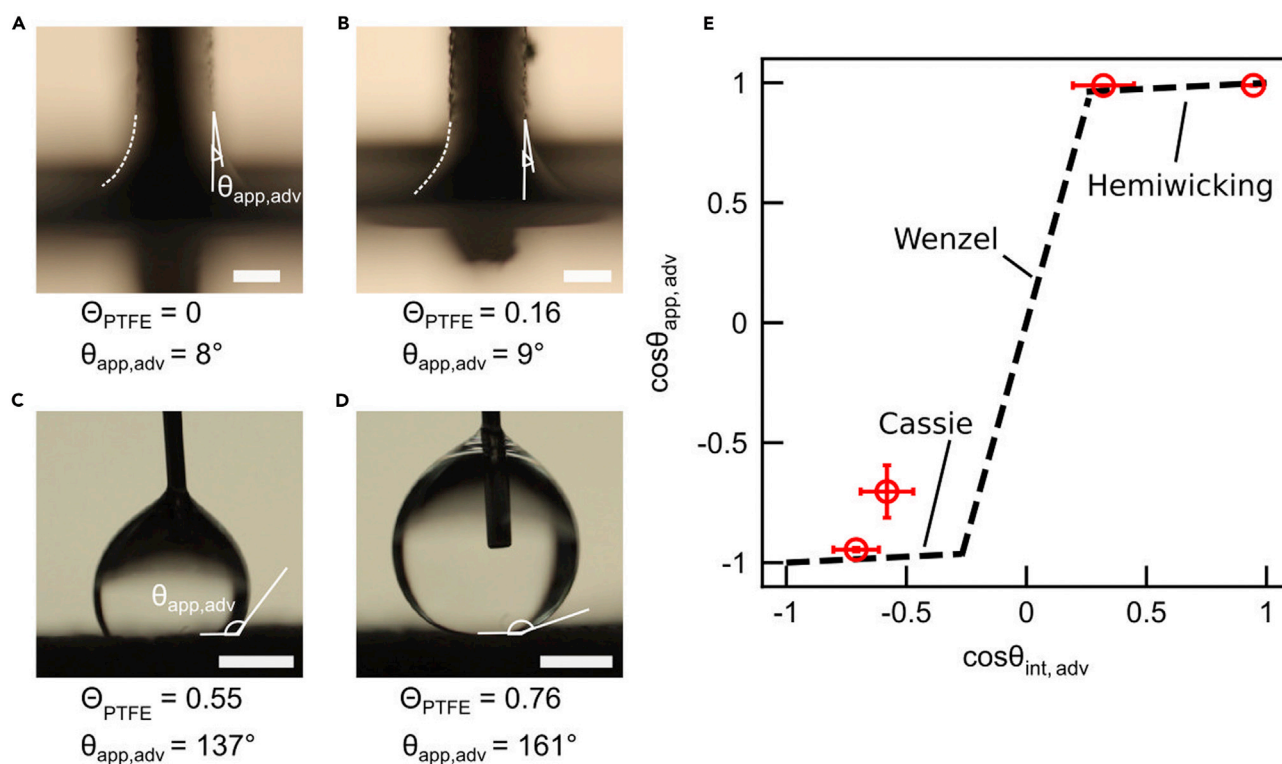 A
B
θapp,adv
ΘPTFE = 0
θapp,adv = 8°
ΘPTFE = 0.16
θapp,adv = 9°
C
D
θapp,adv
ΘPTFE = 0.55
θapp,adv = 137°
ΘPTFE = 0.76
θapp,adv = 161°
E
cosθapp, adv
1
0.5
0
-0.5
-1
Hemiwicking
Wenzel
Cassie
-1
-0.5
0
0.5
1
cosθint, adv